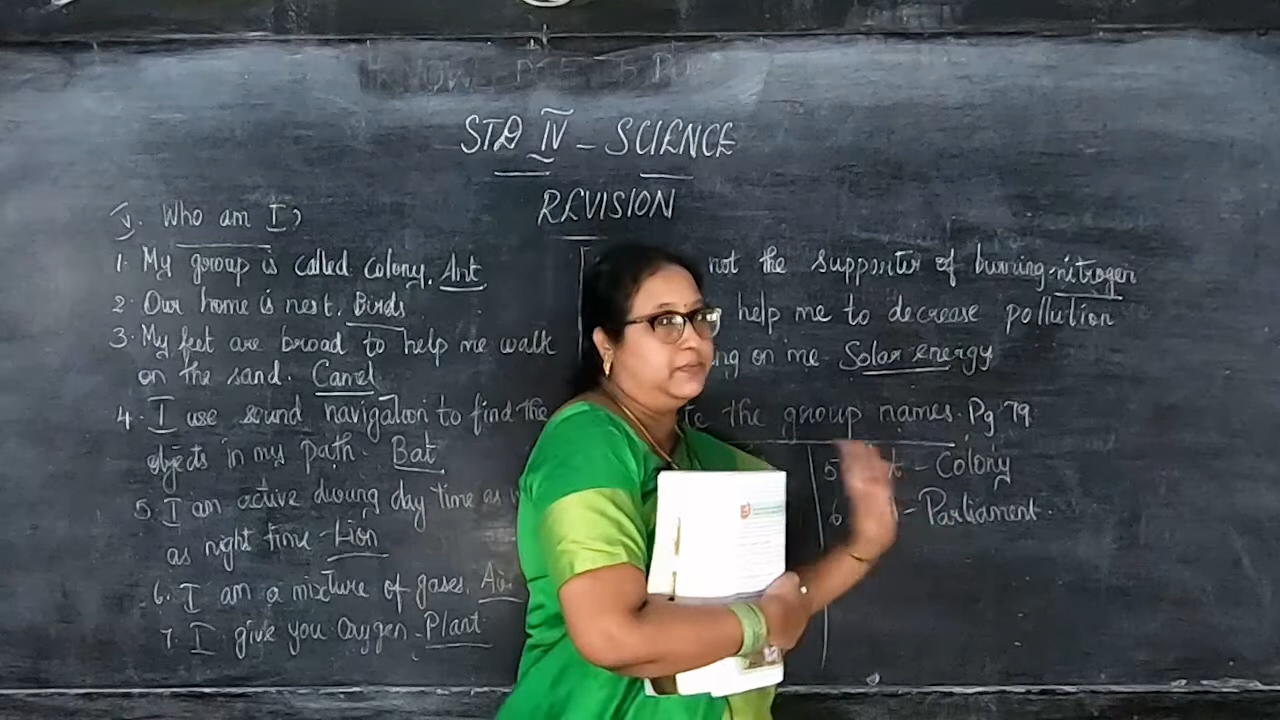 STD IV - SCIENCE
REVISION
V. Who am I?
1. My group is called colony. Ant
2. Our home is nest. Birds
3. My feet are broad to help me walk
on the sand. Camel
4. I use sound navigation to find the
objects in my path. Bat
5. I am active during day time as
as night time - Lion
6. I am a mixture of gases. Air
7. I give you Oxygen - Plant
not the supporter of burning - nitrogen
help me to decrease pollution
on me. Solar energy
the group names. Pg 79
5 - Colony
6 - Parliament.